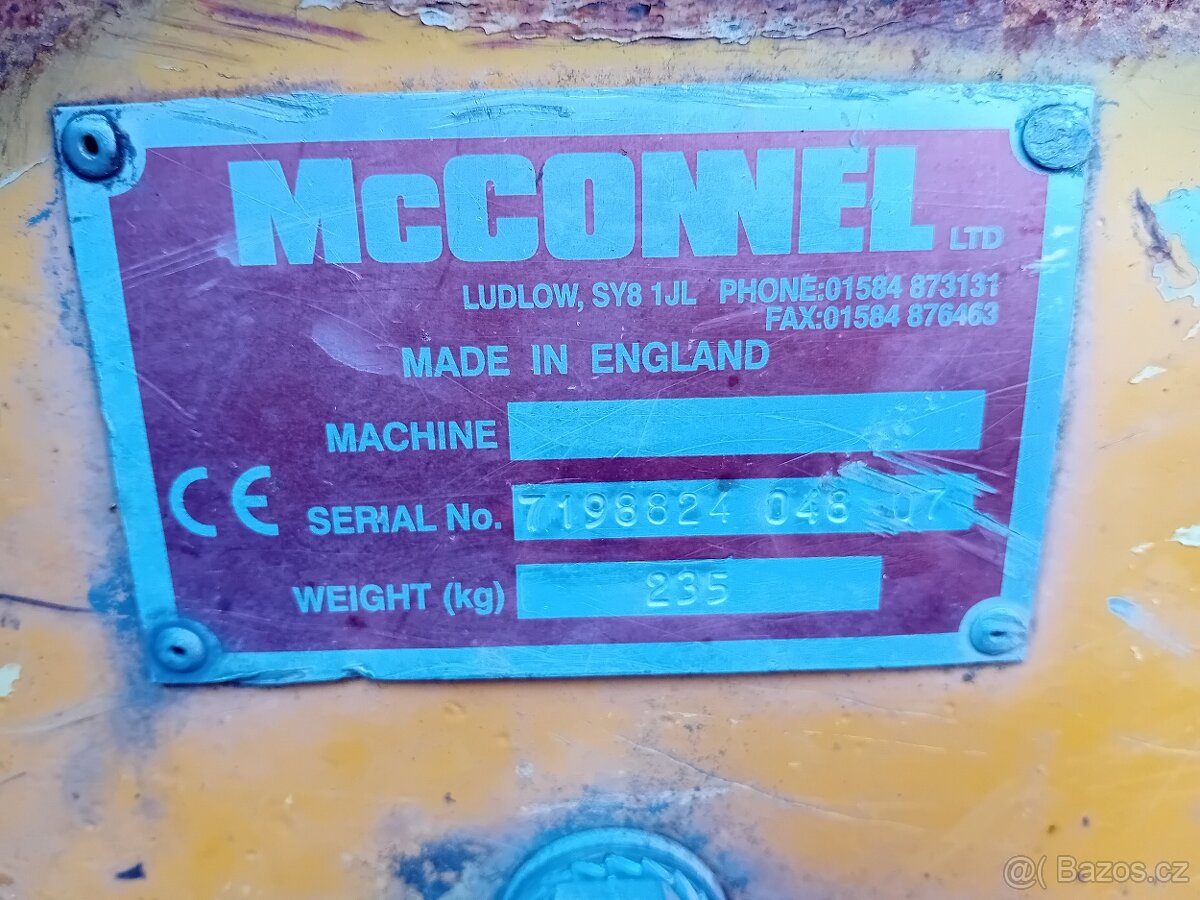 McCONNEL LTD
LUDLOW, SY8 1JL PHONE:01584 873131
FAX:01584 876463
MADE IN ENGLAND
MACHINE
CE SERIAL No. 7198824 048 07
WEIGHT (kg) 235
@( Bazos.cz